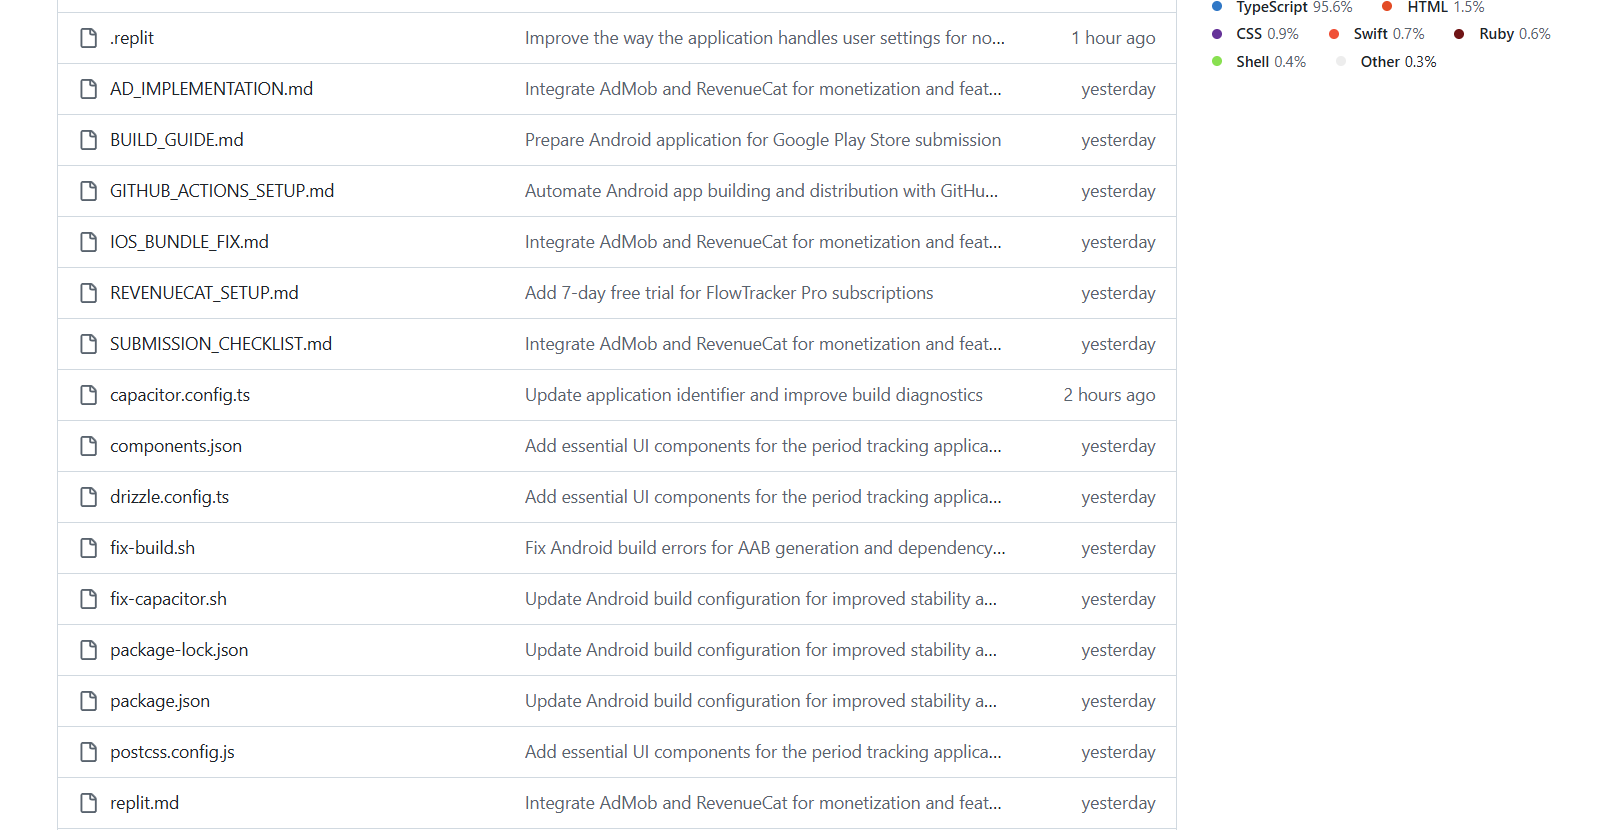 .replit Improve the way the application handles user settings for no... 1 hour ago
AD_IMPLEMENTATION.md Integrate AdMob and RevenueCat for monetization and feat... yesterday
BUILD_GUIDE.md Prepare Android application for Google Play Store submission yesterday
GITHUB_ACTIONS_SETUP.md Automate Android app building and distribution with GitHu... yesterday
IOS_BUNDLE_FIX.md Integrate AdMob and RevenueCat for monetization and feat... yesterday
REVENUECAT_SETUP.md Add 7-day free trial for FlowTracker Pro subscriptions yesterday
SUBMISSION_CHECKLIST.md Integrate AdMob and RevenueCat for monetization and feat... yesterday
capacitor.config.ts Update application identifier and improve build diagnostics 2 hours ago
components.json Add essential UI components for the period tracking applica... yesterday
drizzle.config.ts Add essential UI components for the period tracking applica... yesterday
fix-build.sh Fix Android build errors for AAB generation and dependency... yesterday
fix-capacitor.sh Update Android build configuration for improved stability a... yesterday
package-lock.json Update Android build configuration for improved stability a... yesterday
package.json Update Android build configuration for improved stability a... yesterday
postcss.config.js Add essential UI components for the period tracking applica... yesterday
replit.md Integrate AdMob and RevenueCat for monetization and feat... yesterday
TypeScript 95.6% HTML 1.5%
CSS 0.9% Swift 0.7% Ruby 0.6%
Shell 0.4% Other 0.3%